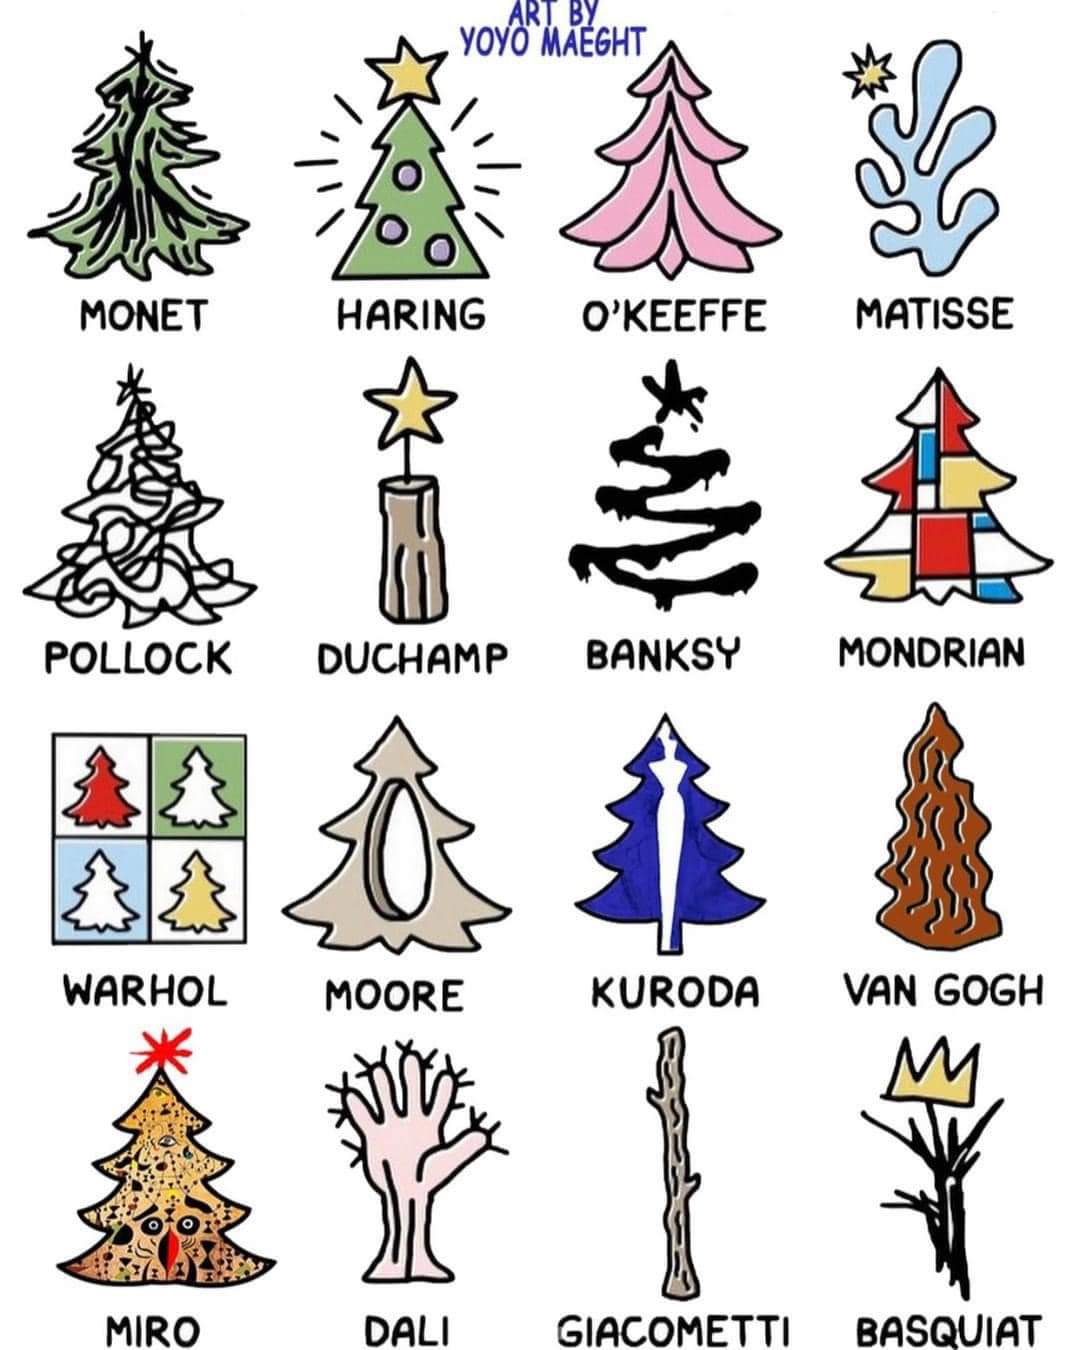 ART BY
YOYO MAEGHT
MONET
HARING
O'KEEFFE
MATISSE
POLLOCK
DUCHAMP
BANKSY
MONDRIAN
WARHOL
MOORE
KURODA
VAN GOGH
MIRO
DALI
GIACOMETTI
BASQUIAT